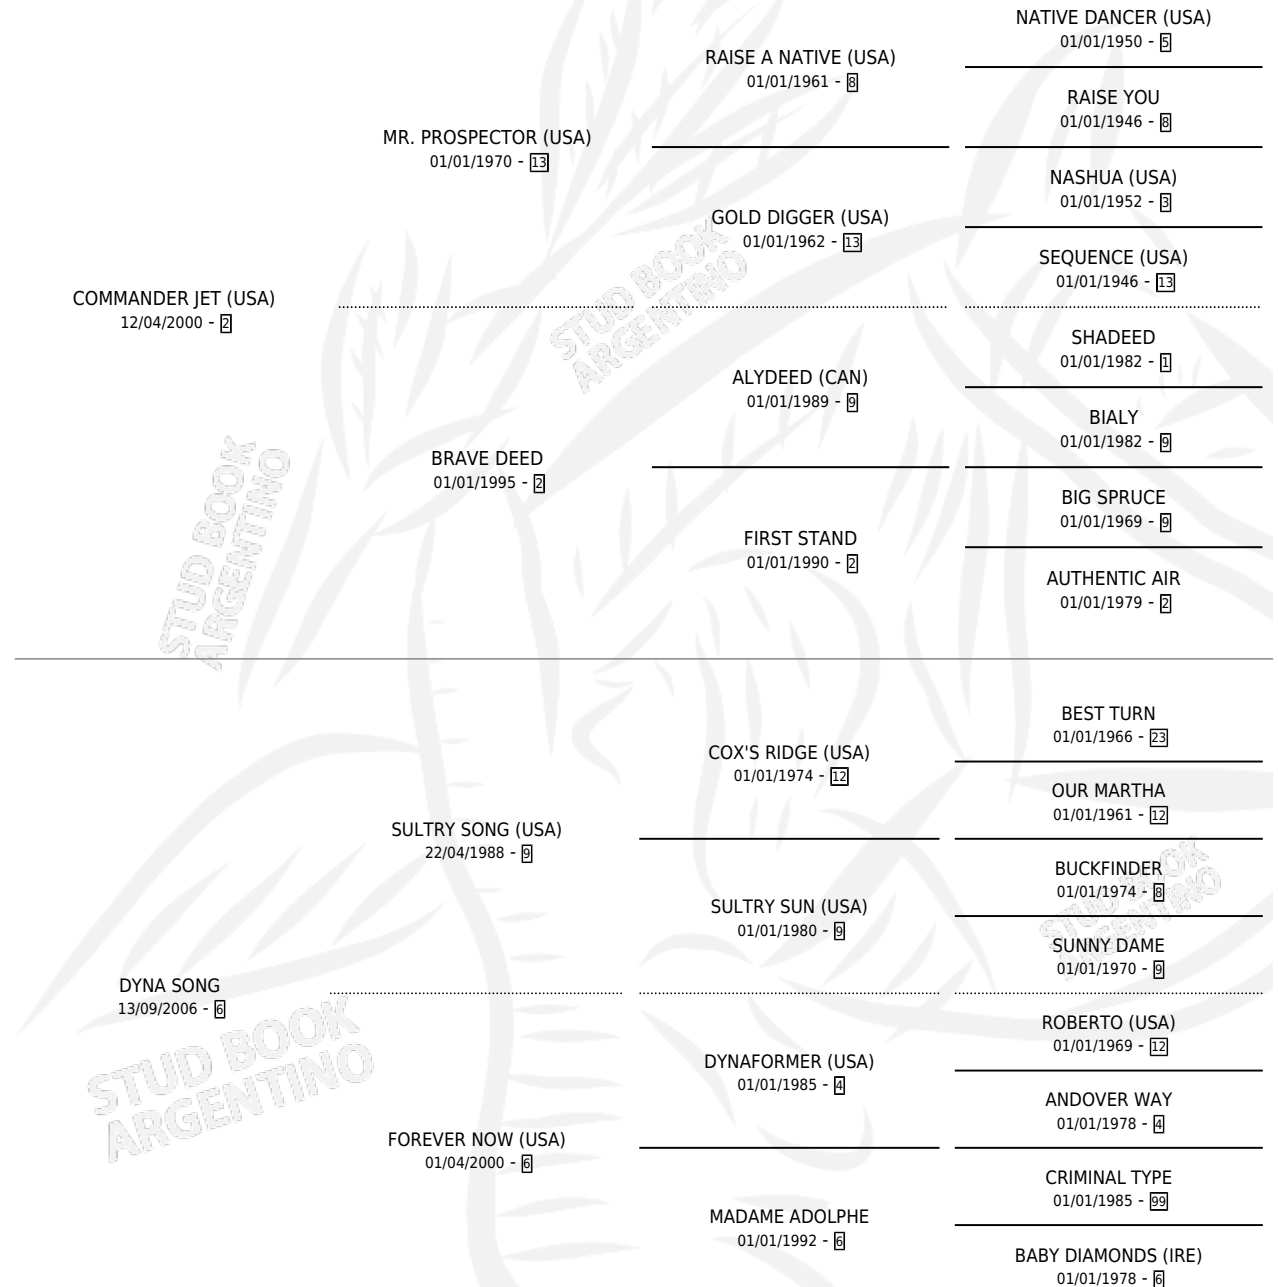 NATIVE DANCER (USA)
01/01/1950 - 5
RAISE A NATIVE (USA)
01/01/1961 - 8
RAISE YOU
01/01/1946 - 8
MR. PROSPECTOR (USA)
01/01/1970 - 13
NASHUA (USA)
01/01/1952 - 3
GOLD DIGGER (USA)
01/01/1962 - 13
SEQUENCE (USA)
01/01/1946 - 13
COMMANDER JET (USA)
12/04/2000 - 2
SHADEED
01/01/1982 - 1
ALYDEED (CAN)
01/01/1989 - 9
BIALY
01/01/1982 - 9
BRAVE DEED
01/01/1995 - 2
BIG SPRUCE
01/01/1969 - 9
FIRST STAND
01/01/1990 - 2
AUTHENTIC AIR
01/01/1979 - 2
STUD BOOK
ARGENTINO
STUD BOOK
ARGENTINO
BEST TURN
01/01/1966 - 23
COX'S RIDGE (USA)
01/01/1974 - 12
OUR MARTHA
01/01/1961 - 12
SULTRY SONG (USA)
22/04/1988 - 9
BUCKFINDER
01/01/1974 - 8
SULTRY SUN (USA)
01/01/1980 - 9
SUNNY DAME
01/01/1970 - 9
DYNA SONG
13/09/2006 - 6
ROBERTO (USA)
01/01/1969 - 12
DYNAFORMER (USA)
01/01/1985 - 4
ANDOVER WAY
01/01/1978 - 4
FOREVER NOW (USA)
01/04/2000 - 6
CRIMINAL TYPE
01/01/1985 - 99
MADAME ADOLPHE
01/01/1992 - 6
BABY DIAMONDS (IRE)
01/01/1978 - 6
STUD BOOK
ARGENTINO
STUD BOOK
ARGENTINO